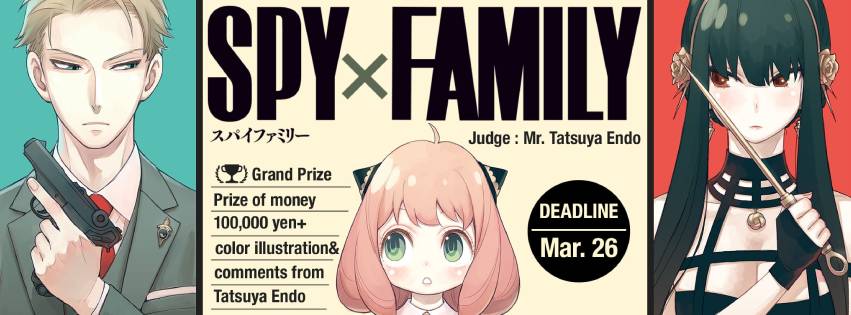 SPY×FAMILY
スパイファミリー
Judge : Mr. Tatsuya Endo
Grand Prize
Prize of money
100,000 yen+
color illustration&
comments from
Tatsuya Endo
DEADLINE
Mar. 26